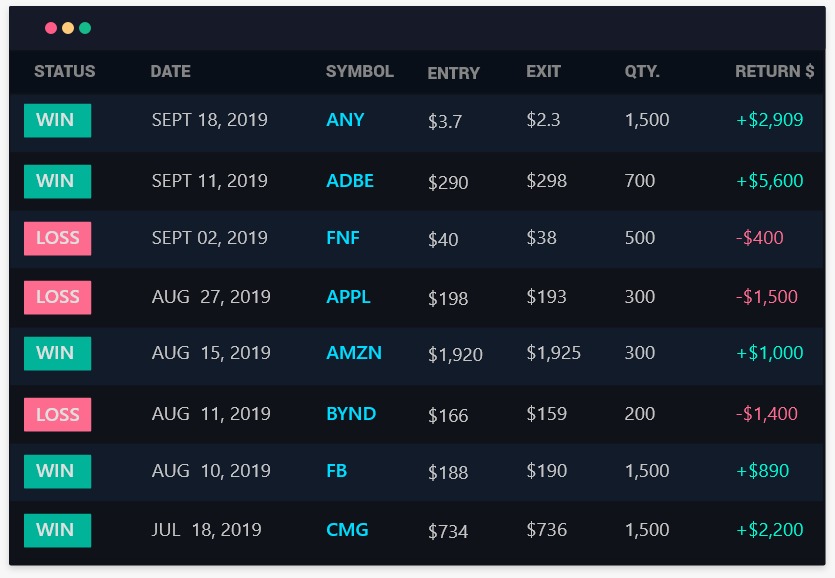 STATUS DATE SYMBOL ENTRY EXIT QTY. RETURN $
WIN SEPT 18, 2019 ANY $3.7 $2.3 1,500 +$2,909
WIN SEPT 11, 2019 ADBE $290 $298 700 +$5,600
LOSS SEPT 02, 2019 FNF $40 $38 500 -$400
LOSS AUG 27, 2019 APPL $198 $193 300 -$1,500
WIN AUG 15, 2019 AMZN $1,920 $1,925 300 +$1,000
LOSS AUG 11, 2019 BYND $166 $159 200 -$1,400
WIN AUG 10, 2019 FB $188 $190 1,500 +$890
WIN JUL 18, 2019 CMG $734 $736 1,500 +$2,200